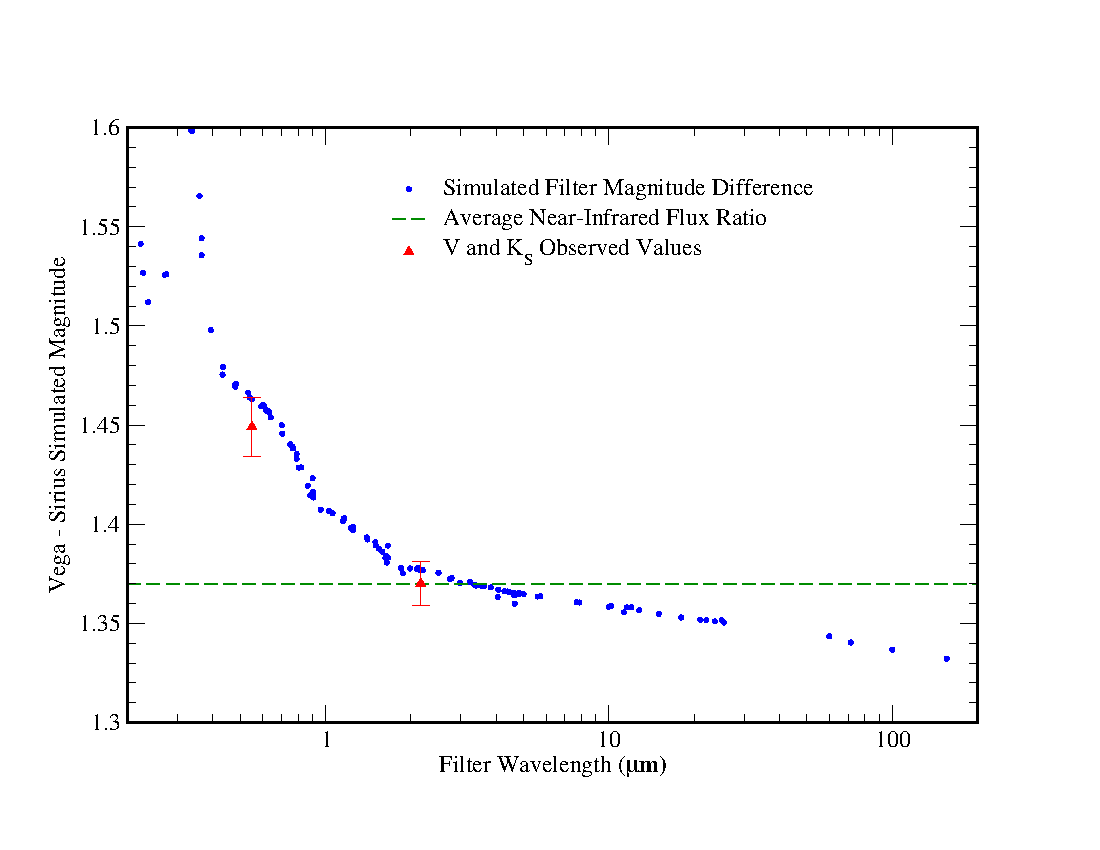 1.6
1.55
1.5
1.45
1.4
1.35
1.3
Vega - Sirius Simulated Magnitude
Simulated Filter Magnitude Difference
Average Near-Infrared Flux Ratio
V and KS Observed Values
1
10
100
Filter Wavelength (μm)